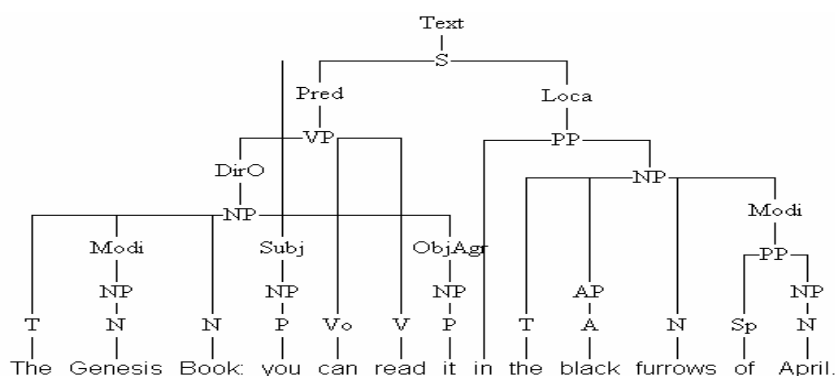 Text
S
Pred Loca
VP PP
DirO NP
NP Modi
Modi Subj ObjAgr PP
NP NP NP AP NP
T N N P Vo V P T A N Sp N
The Genesis Book: you can read it in the black furrows of April.